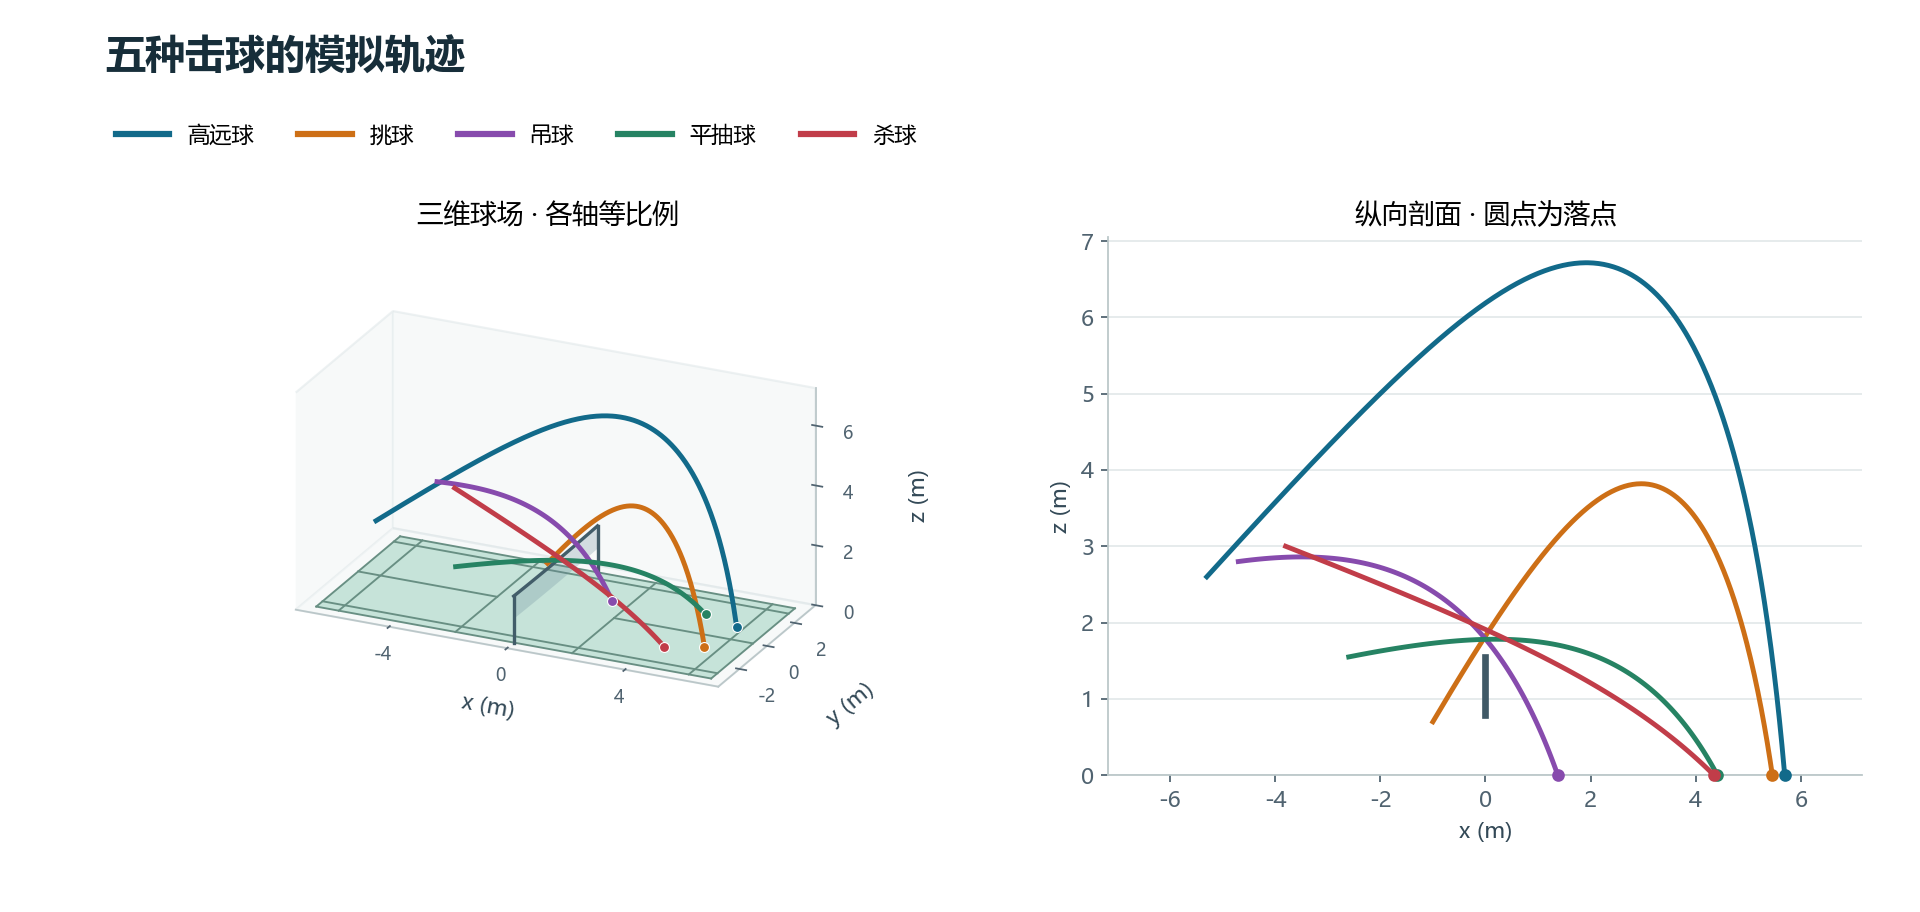 五种击球的模拟轨迹
高远球 挑球 吊球 平抽球 杀球
三维球场 · 各轴等比例
6
4
2
0
z (m)
-4
0
4
x (m)
-2
0
2
y (m)
纵向剖面 · 圆点为落点
7
6
5
4
3
2
1
0
z (m)
-6 -4 -2 0 2 4 6
x (m)